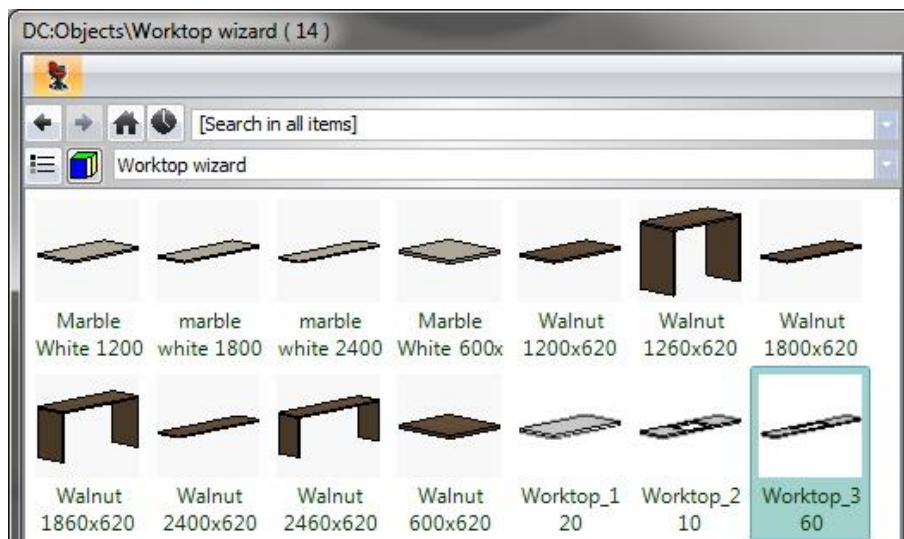 DC:Objects\Worktop wizard ( 14 )
[Search in all items]
Worktop wizard
Marble White 1200
marble white 1800
marble white 2400
Marble White 600x
Walnut 1200x620
Walnut 1260x620
Walnut 1800x620
Walnut 1860x620
Walnut 2400x620
Walnut 2460x620
Walnut 600x620
Worktop_1
20
Worktop_2
10
Worktop_3
60